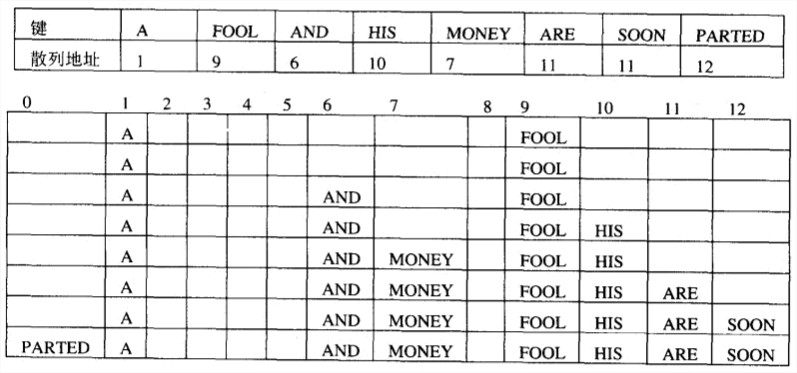 键 A FOOL AND HIS MONEY ARE SOON PARTED
散列地址 1 9 6 10 7 11 11 12
0 1 2 3 4 5 6 7 8 9 10 11 12
A FOOL
A FOOL
A AND FOOL
A AND FOOL HIS
A AND MONEY FOOL HIS
A AND MONEY FOOL HIS ARE
A AND MONEY FOOL HIS ARE SOON
PARTED A AND MONEY FOOL HIS ARE SOON